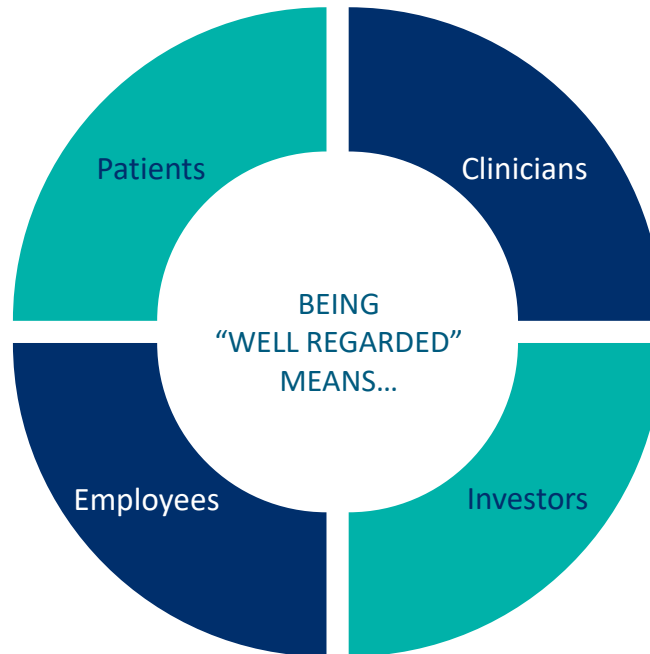 Patients
Clinicians
BEING
“WELL REGARDED”
MEANS…
Employees
Investors